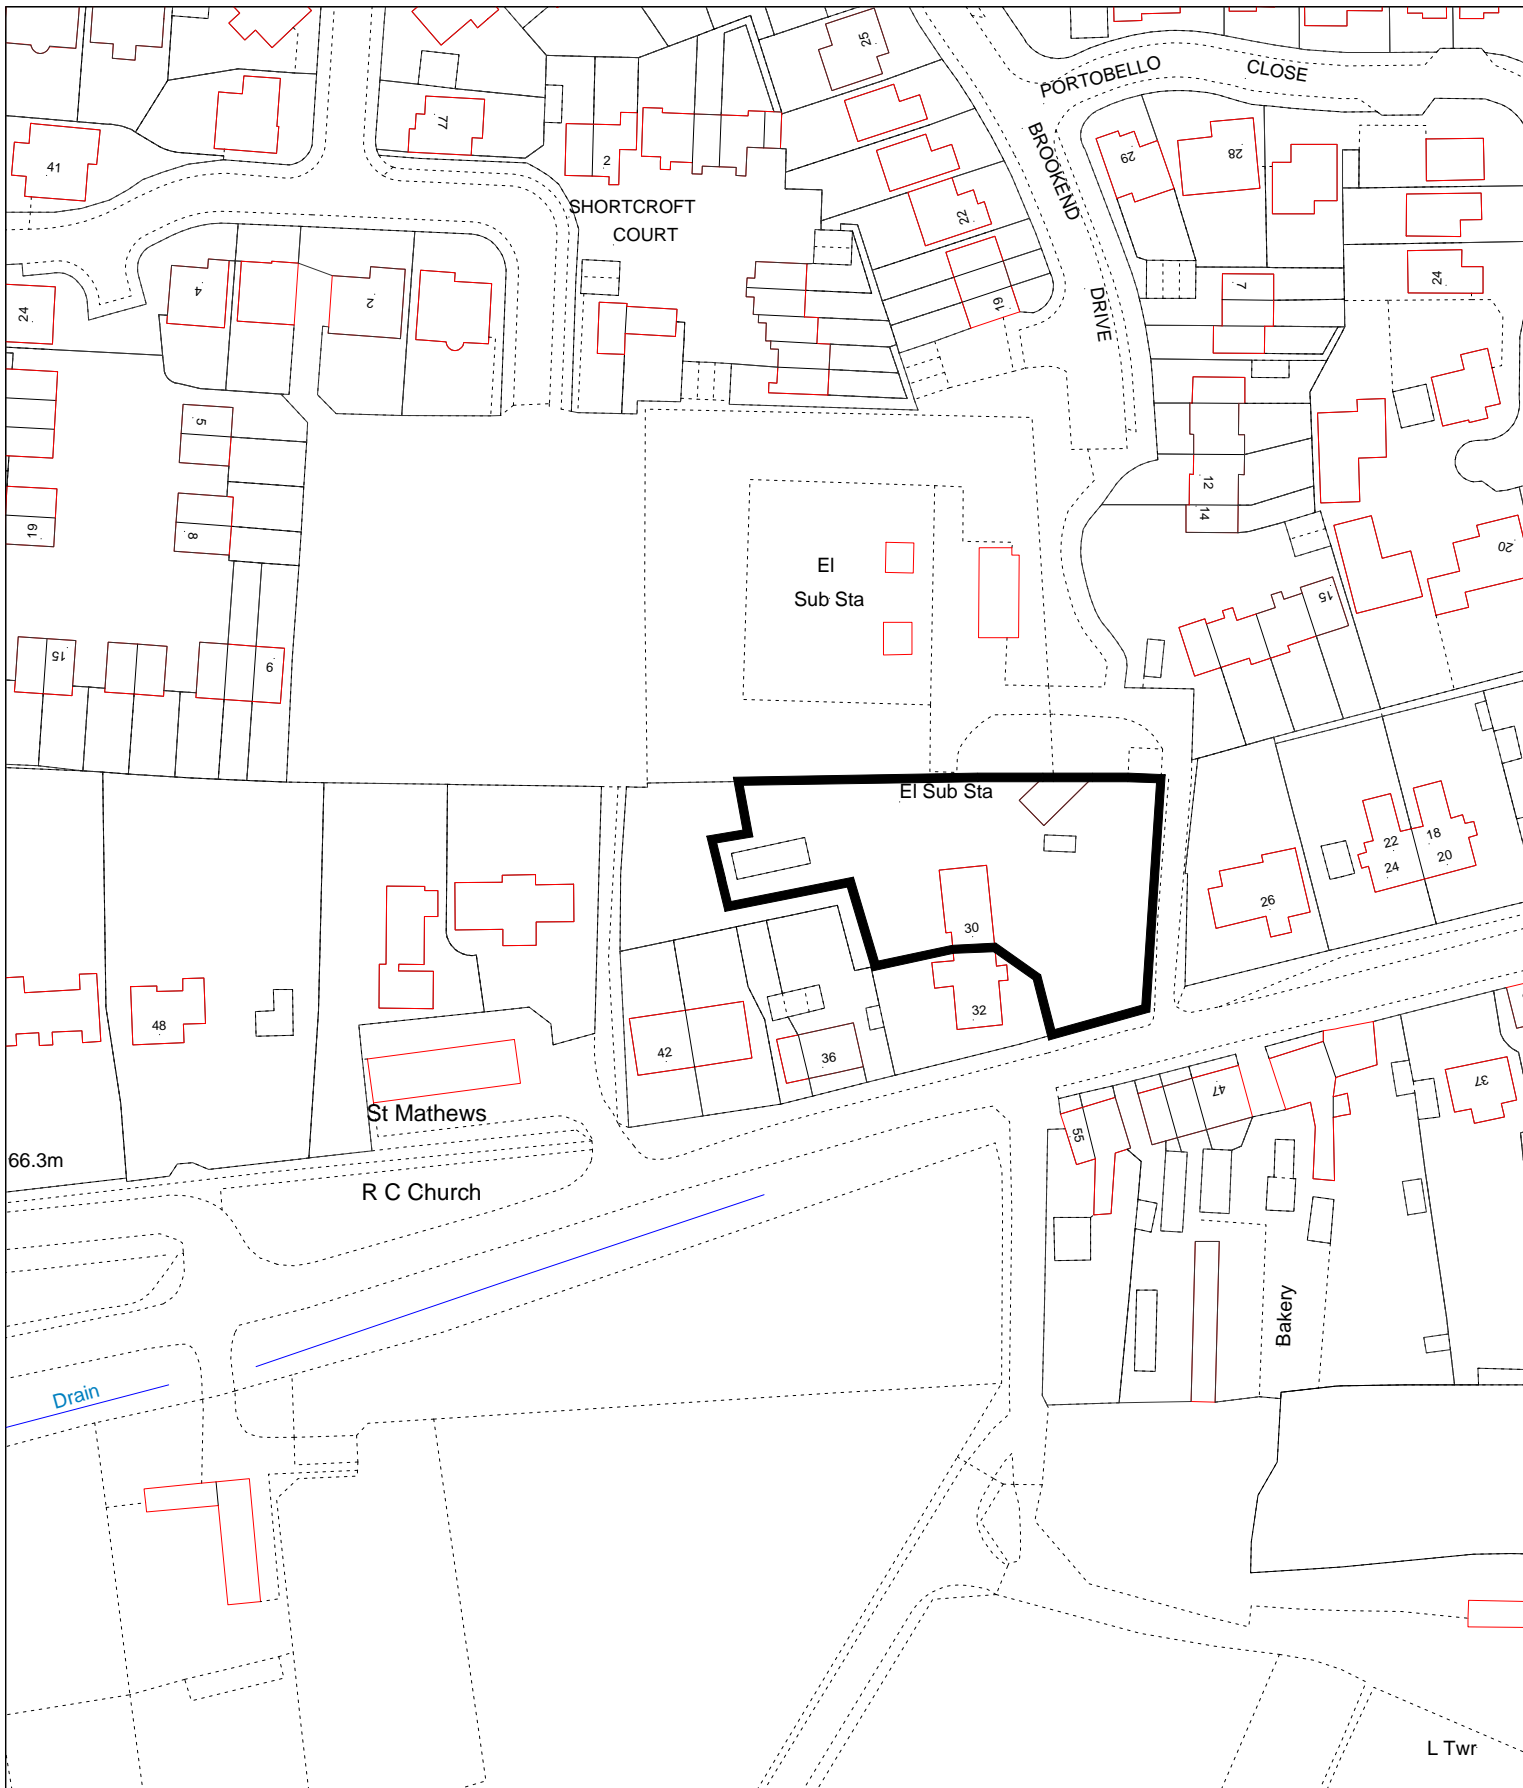 25
PORTOBELLO
CLOSE
77
41
2
BROOKEND
29
28
SHORTCROFT
COURT
22
4
2
24
19
DRIVE
7
24
5
12
14
19
8
El
Sub Sta
20
15
15
9
El Sub Sta
22
18
24
20
26
30
48
32
42
36
37
47
St Mathews
55
66.3m
R C Church
Bakery
Drain
L Twr